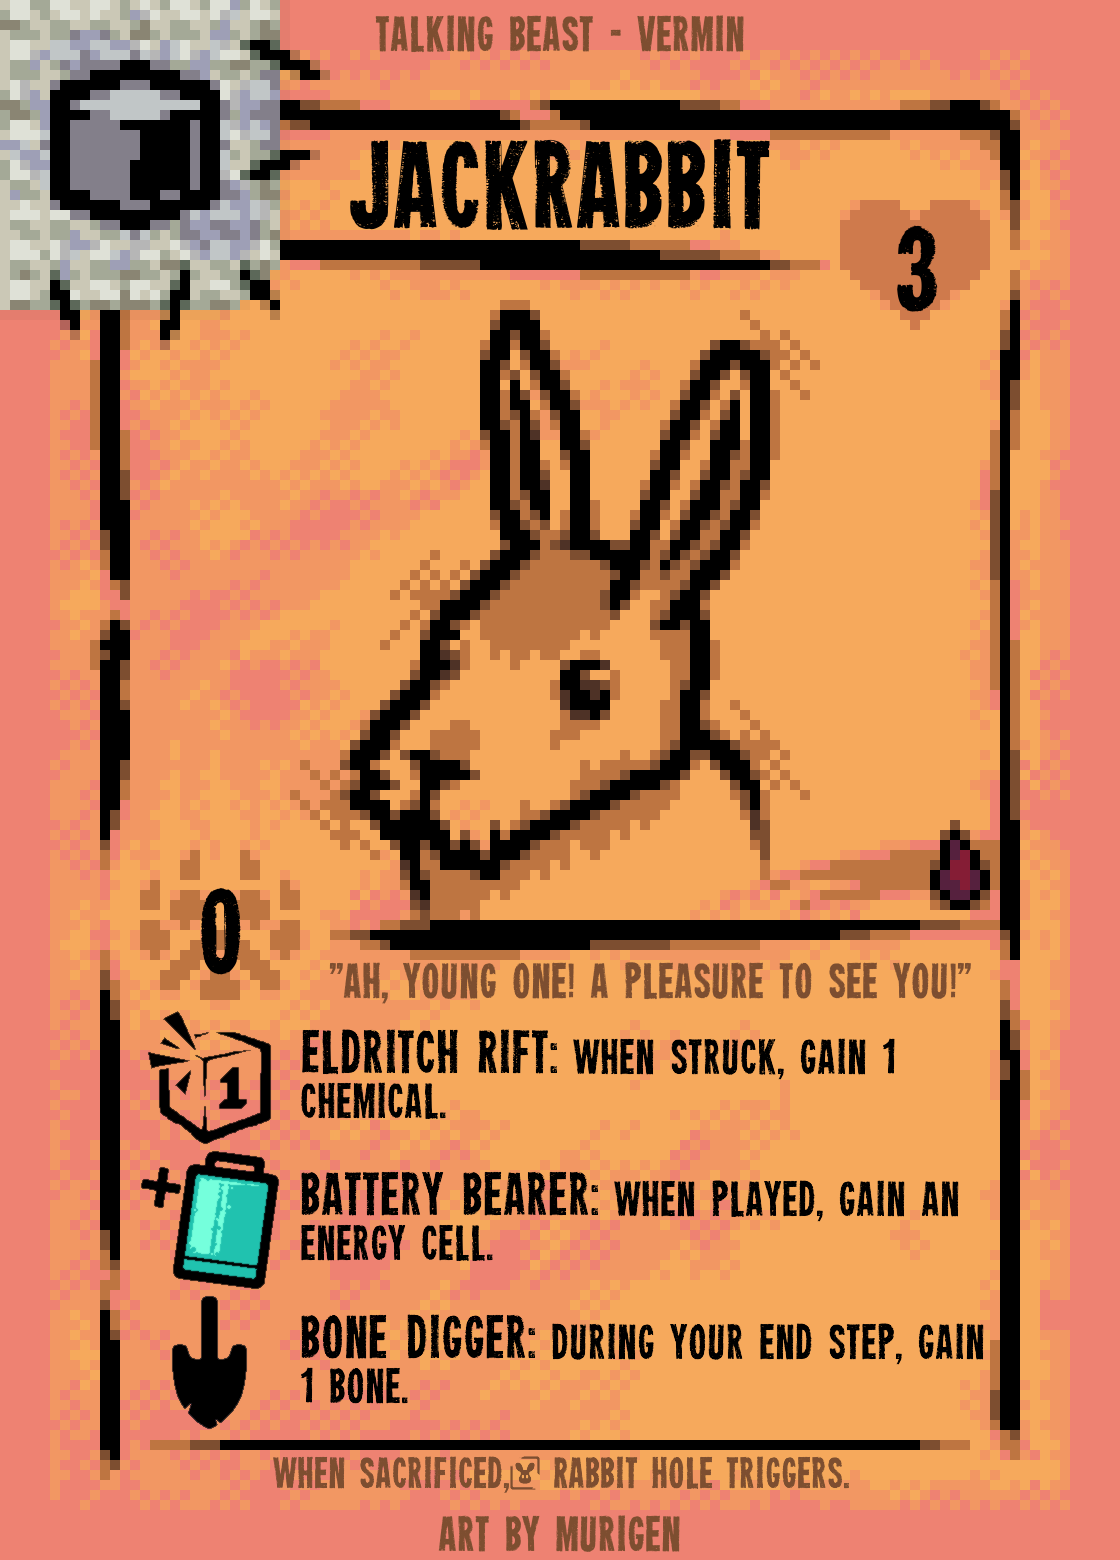 TALKING BEAST - VERMIN
JACKRABBIT
3
0
"AH, YOUNG ONE! A PLEASURE TO SEE YOU!"
ELDRITCH RIFT: WHEN STRUCK, GAIN 1
CHEMICAL.
1
BATTERY BEARER: WHEN PLAYED, GAIN AN
ENERGY CELL.
+
BONE DIGGER: DURING YOUR END STEP, GAIN
1 BONE.
WHEN SACRIFICED, RABBIT HOLE TRIGGERS.
ART BY MURIGEN